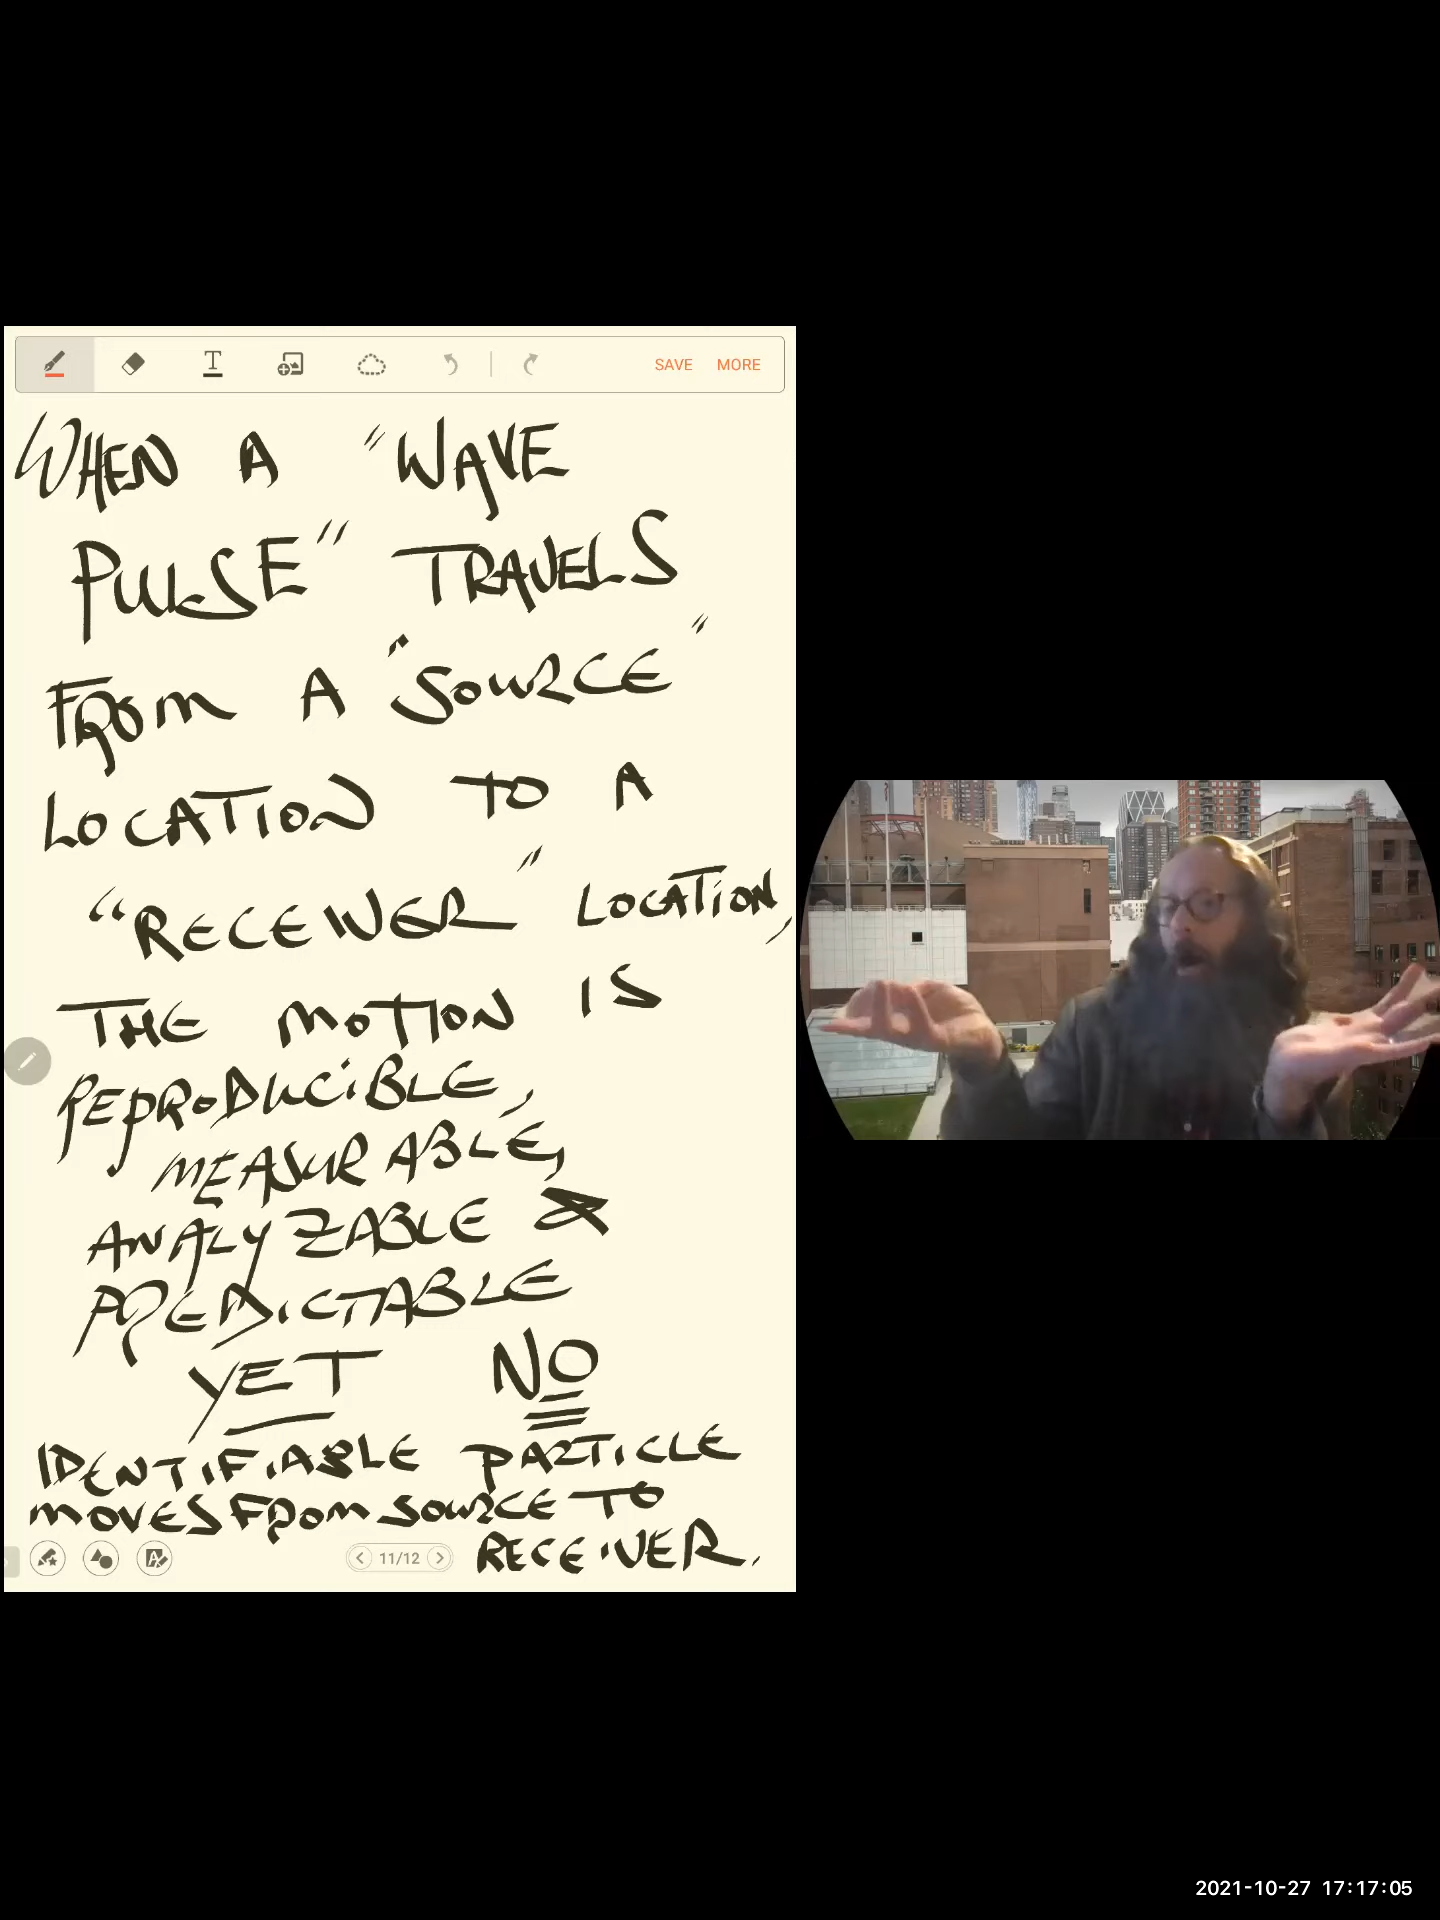 T
SAVE
MORE
WHEN A "WAVE
PULSE" TRAVELS
FROM A "SOURCE"
LOCATION TO A
"RECEIVER" LOCATION,
THE MOTION IS
REPRODUCIBLE,
MEASURABLE,
ANALYZABLE &
PREDICTABLE
YET NO
IDENTIFIABLE PARTICLE
MOVES FROM SOURCE TO
RECEIVER.
11/12
2021-10-27 17:17:05